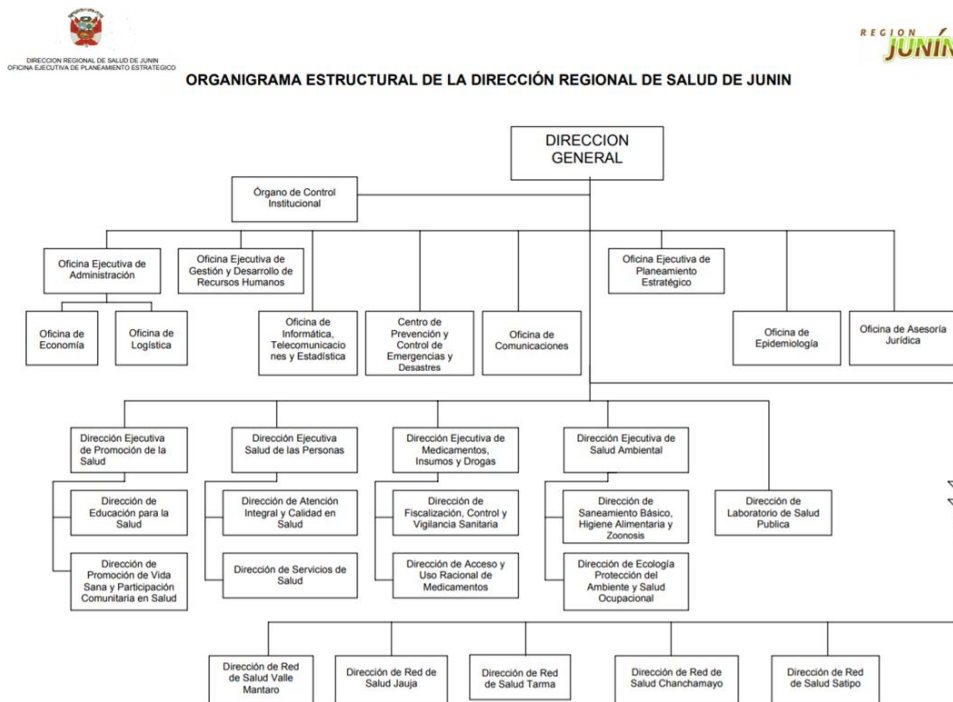 DIRECCION REGIONAL DE SALUD DE JUNIN
OFICINA EJECUTIVA DE PLANEAMIENTO ESTRATEGICO
REGION
JUNÍN
ORGANIGRAMA ESTRUCTURAL DE LA DIRECCIÓN REGIONAL DE SALUD DE JUNIN
DIRECCION
GENERAL
Órgano de Control
Institucional
Oficina Ejecutiva de
Administración
Oficina Ejecutiva de
Gestión y Desarrollo de
Recursos Humanos
Oficina Ejecutiva de
Planeamiento
Estratégico
Oficina de
Economía
Oficina de
Logística
Oficina de
Informática,
Telecomunicacio
nes y Estadística
Centro de
Prevención y
Control de
Emergencias y
Desastres
Oficina de
Comunicaciones
Oficina de
Epidemiología
Oficina de Asesoría
Jurídica
Dirección Ejecutiva
de Promoción de la
Salud
Dirección Ejecutiva
Salud de las Personas
Dirección Ejecutiva de
Medicamentos,
Insumos y Drogas
Dirección Ejecutiva de
Salud Ambiental
Dirección de
Educación para la
Salud
Dirección de Atención
Integral y Calidad en
Salud
Dirección de
Fiscalización, Control y
Vigilancia Sanitaria
Dirección de
Saneamiento Básico,
Higiene Alimentaria y
Zoonosis
Dirección de
Laboratorio de Salud
Publica
Dirección de
Promoción de Vida
Sana y Participación
Comunitaria en Salud
Dirección de Servicios de
Salud
Dirección de Acceso y
Uso Racional de
Medicamentos
Dirección de Ecología
Protección del
Ambiente y Salud
Ocupacional
Dirección de Red
de Salud Valle
Mantaro
Dirección de Red de
Salud Jauja
Dirección de Red
de Salud Tarma
Dirección de Red de
Salud Chanchamayo
Dirección de Red
de Salud Satipo